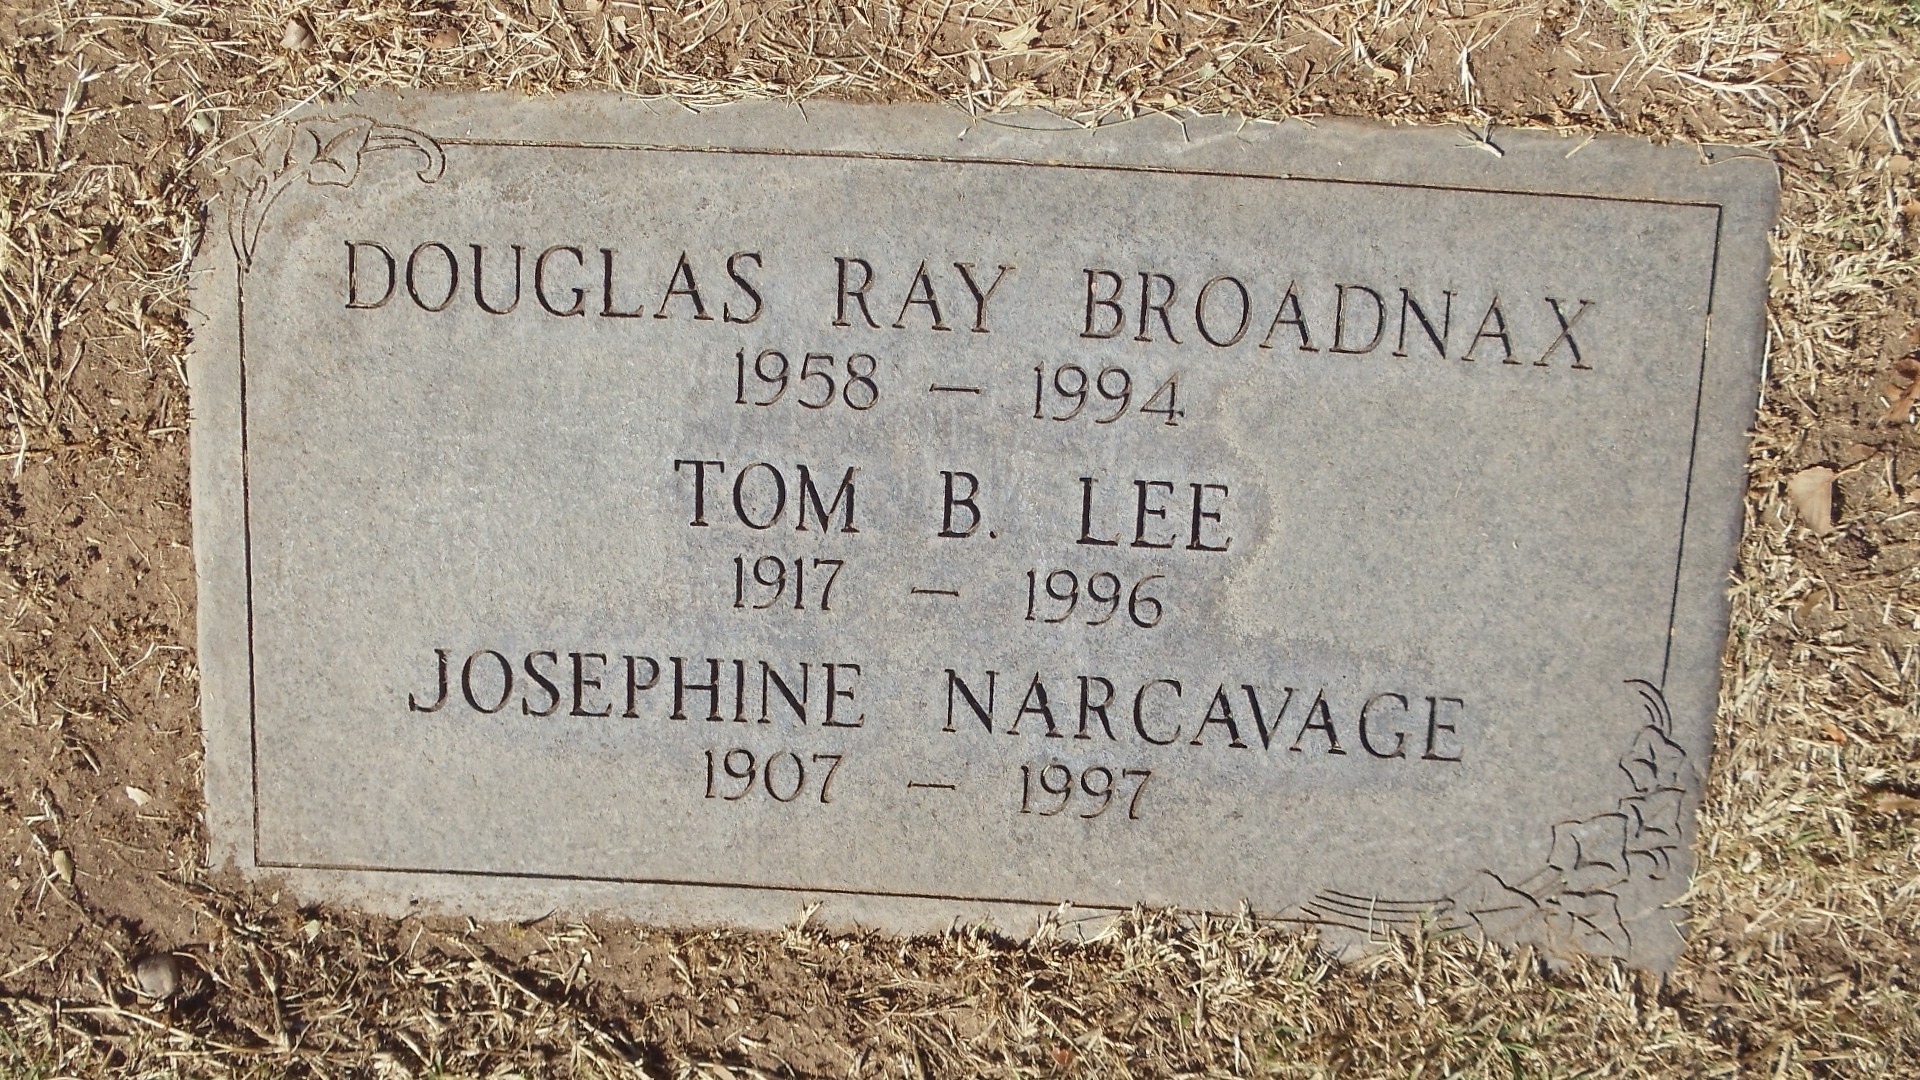 DOUGLAS RAY BROADNAX
1958 – 1994
TOM B. LEE
1917 – 1996
JOSEPHINE NARCAVAGE
1907 – 1997